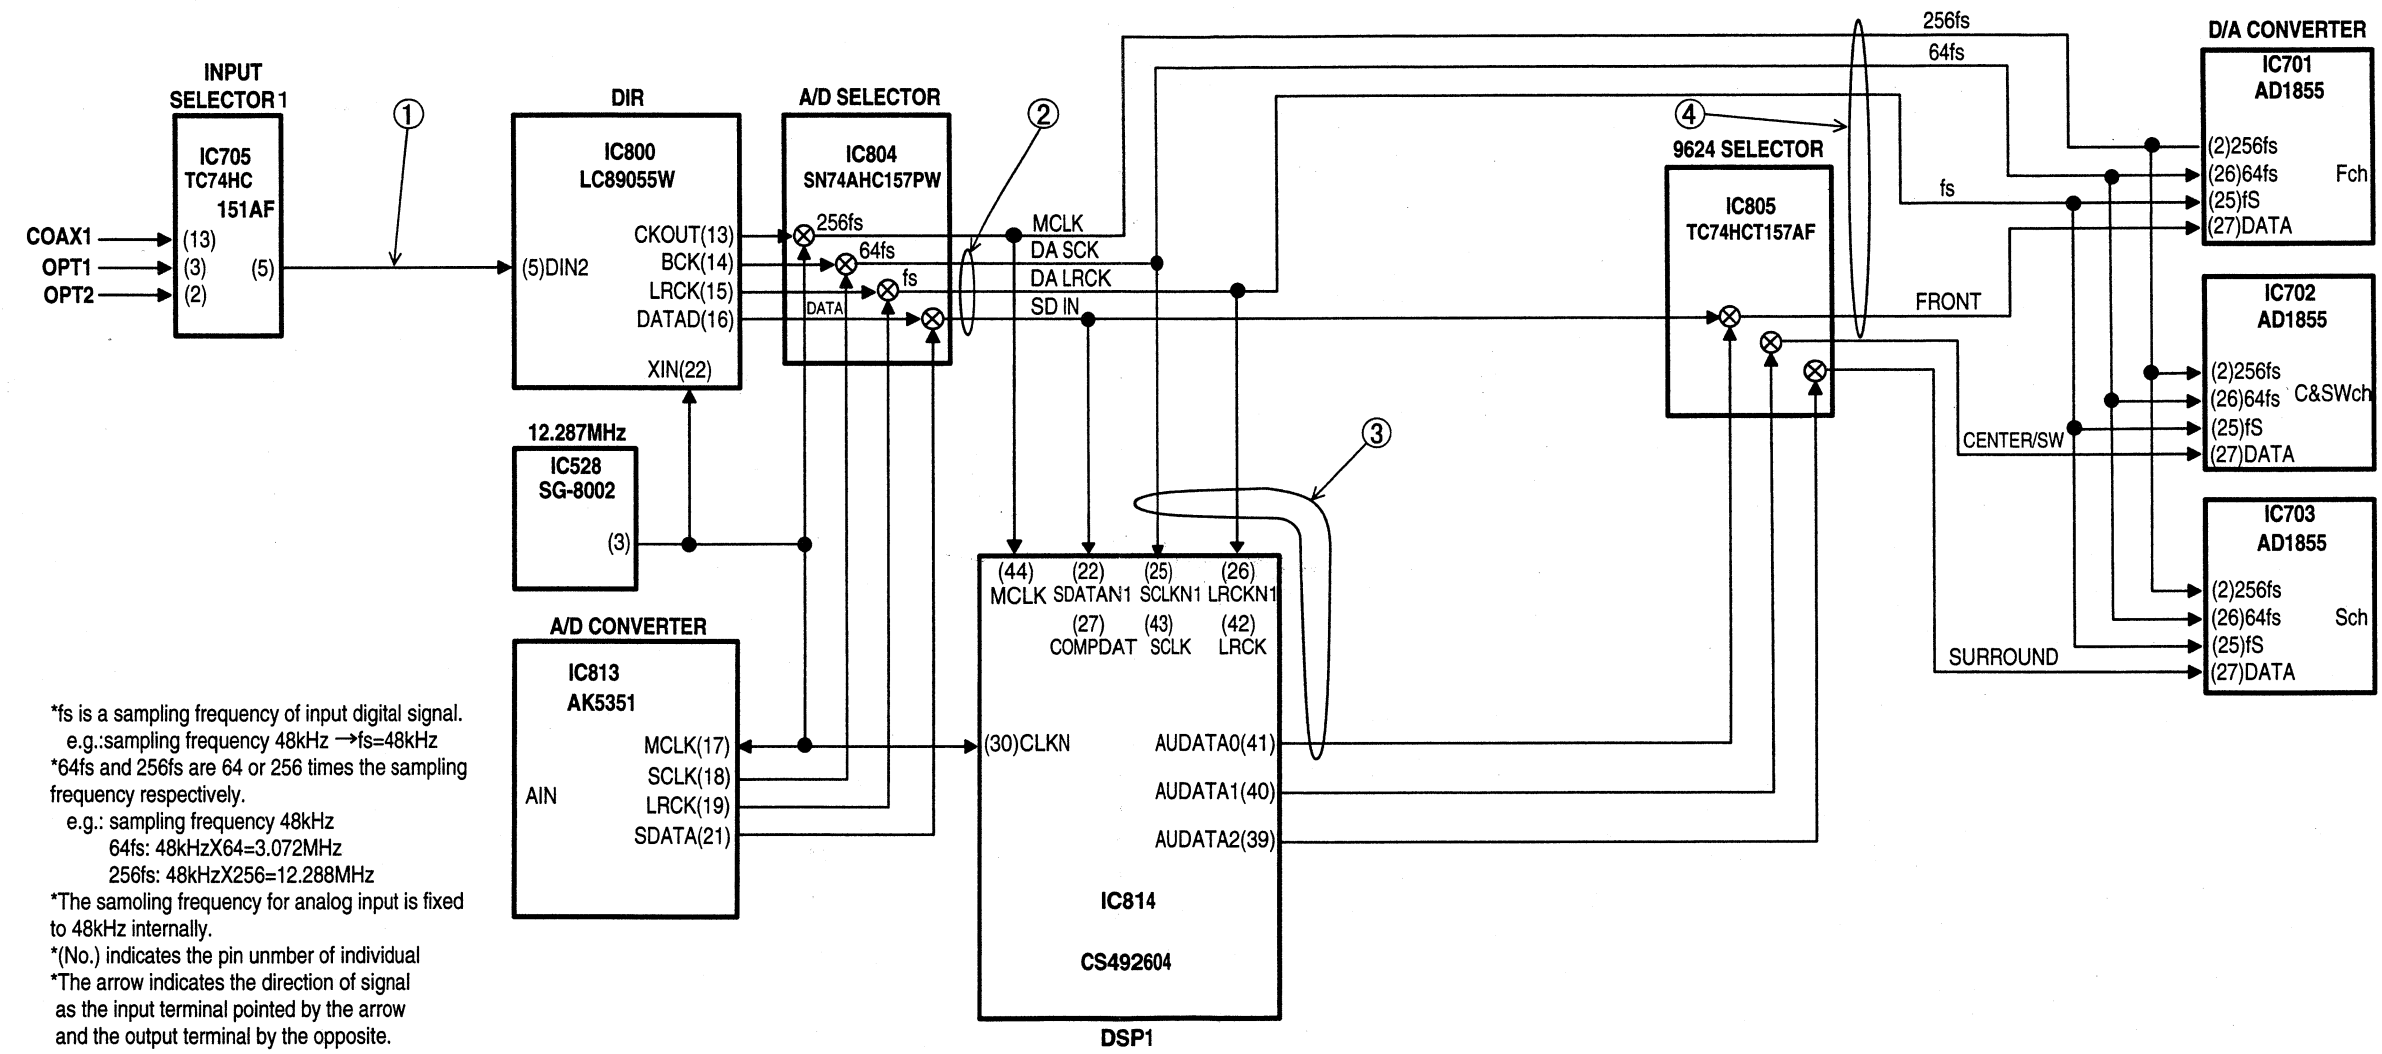 INPUT
SELECTOR 1
IC705
TC74HC
151AF
COAX1
(13)
OPT1
(3)
(5)
OPT2
(2)
①
DIR
IC800
LC89055W
CKOUT(13)
BCK(14)
(5)DIN2
LRCK(15)
DATAD(16)
XIN(22)
A/D SELECTOR
IC804
SN74AHC157PW
256fs
64fs
fs
DATA
②
MCLK
DA SCK
DA LRCK
SD IN
12.287MHz
IC528
SG-8002
(3)
A/D CONVERTER
IC813
AK5351
MCLK(17)
SCLK(18)
AIN
LRCK(19)
SDATA(21)
③
(44)
(22)
(25)
(26)
MCLK
SDATAN1
SCLKN1
LRCKN1
(27)
(43)
(42)
COMPDAT
SCLK
LRCK
(30)CLKN
AUDATA0(41)
AUDATA1(40)
AUDATA2(39)
IC814
CS492604
DSP1
256fs
64fs
④
9624 SELECTOR
IC805
TC74HCT157AF
fs
FRONT
CENTER/SW
SURROUND
D/A CONVERTER
IC701
AD1855
(2)256fs
(26)64fs
Fch
(25)fS
(27)DATA
IC702
AD1855
(2)256fs
C&SWch
(26)64fs
(25)fS
(27)DATA
IC703
AD1855
(2)256fs
(26)64fs
Sch
(25)fS
(27)DATA
*fs is a sampling frequency of input digital signal.
e.g.:sampling frequency 48kHz →fs=48kHz
*64fs and 256fs are 64 or 256 times the sampling
frequency respectively.
e.g.: sampling frequency 48kHz
64fs: 48kHzX64=3.072MHz
256fs: 48kHzX256=12.288MHz
*The samoling frequency for analog input is fixed
to 48kHz internally.
*(No.) indicates the pin unmber of individual
*The arrow indicates the direction of signal
as the input terminal pointed by the arrow
and the output terminal by the opposite.